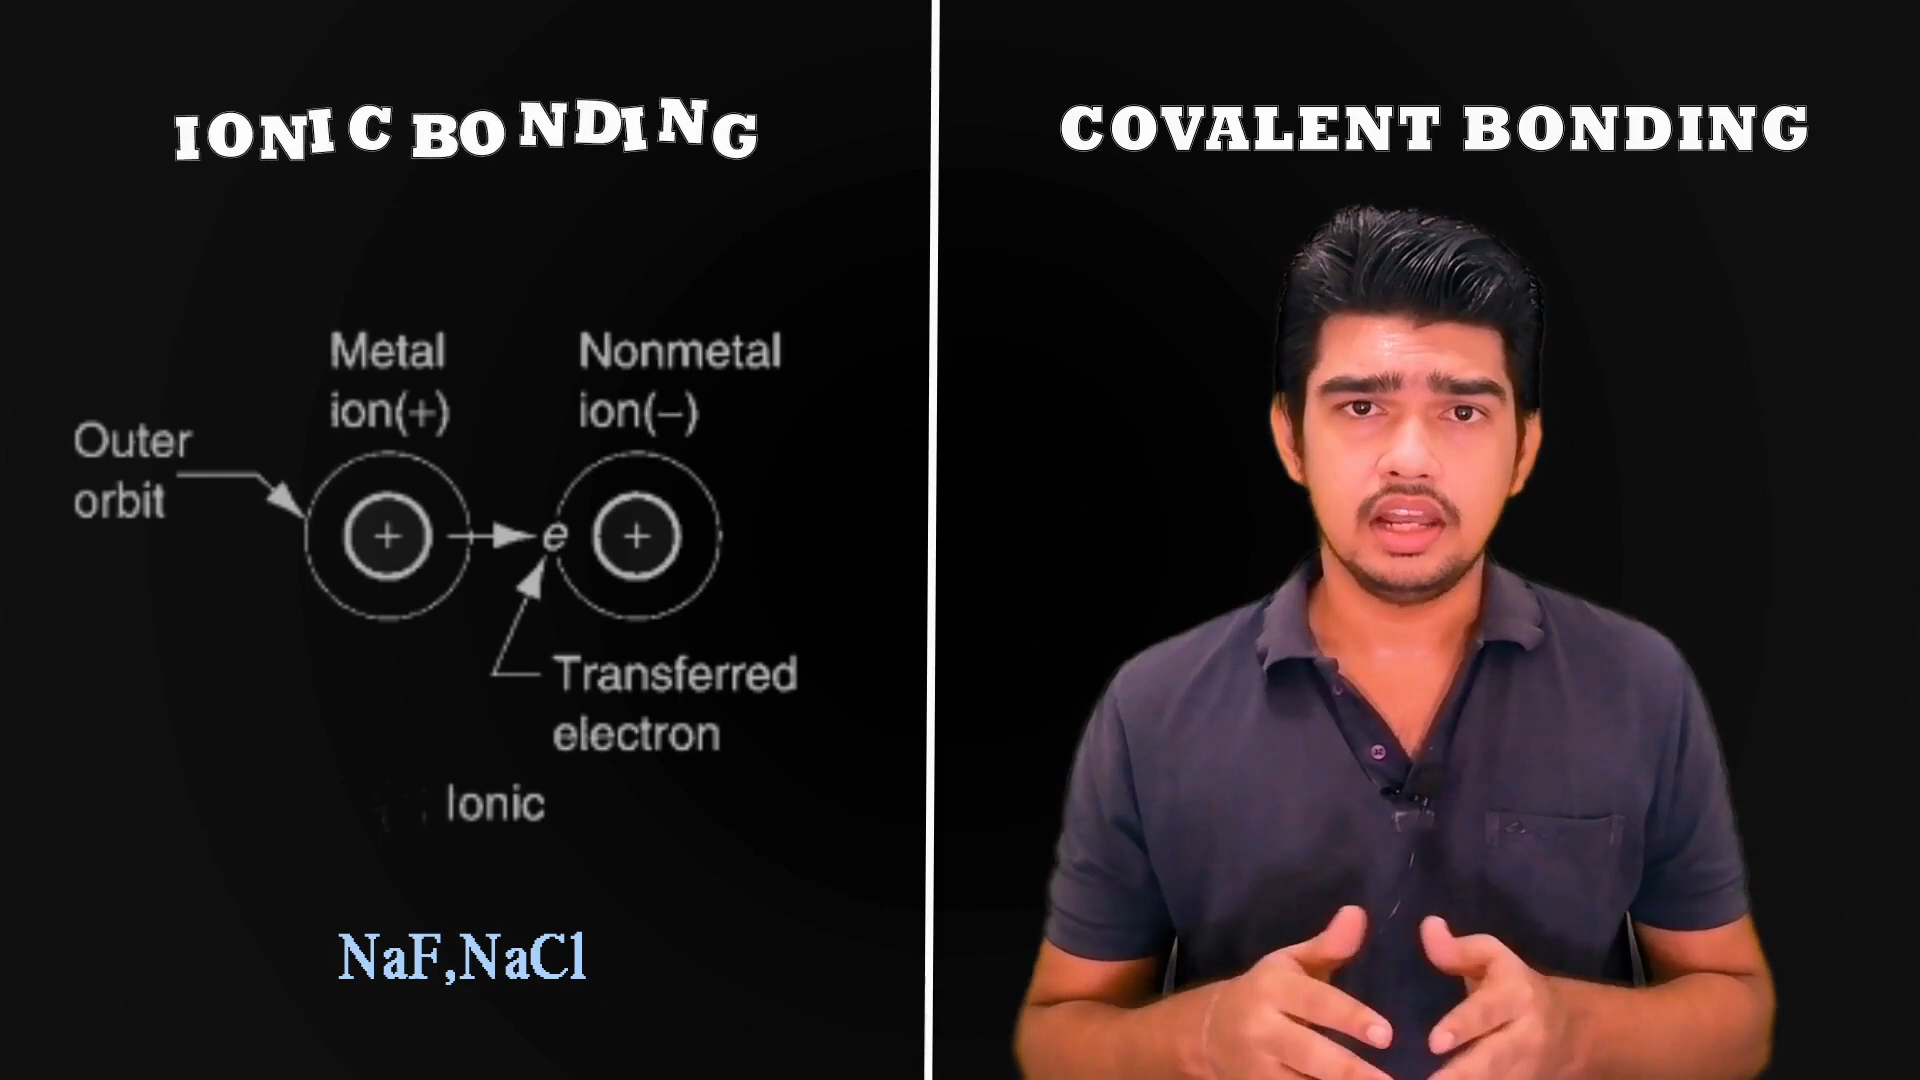 IONIC BONDING
COVALENT BONDING
Metal
ion(+)
Nonmetal
ion(–)
Outer
orbit
+
e
+
Transferred
electron
Ionic
NaF,NaCl